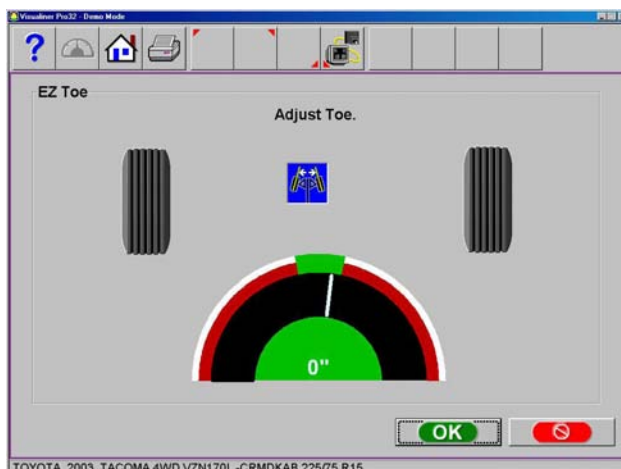 Visualiner Pro32 - Demo Mode
?
EZ Toe
Adjust Toe.
0"
OK
TOYOTA, 2003, TACOMA 4WD VZN170L-CRMDKAB 225/75 R15